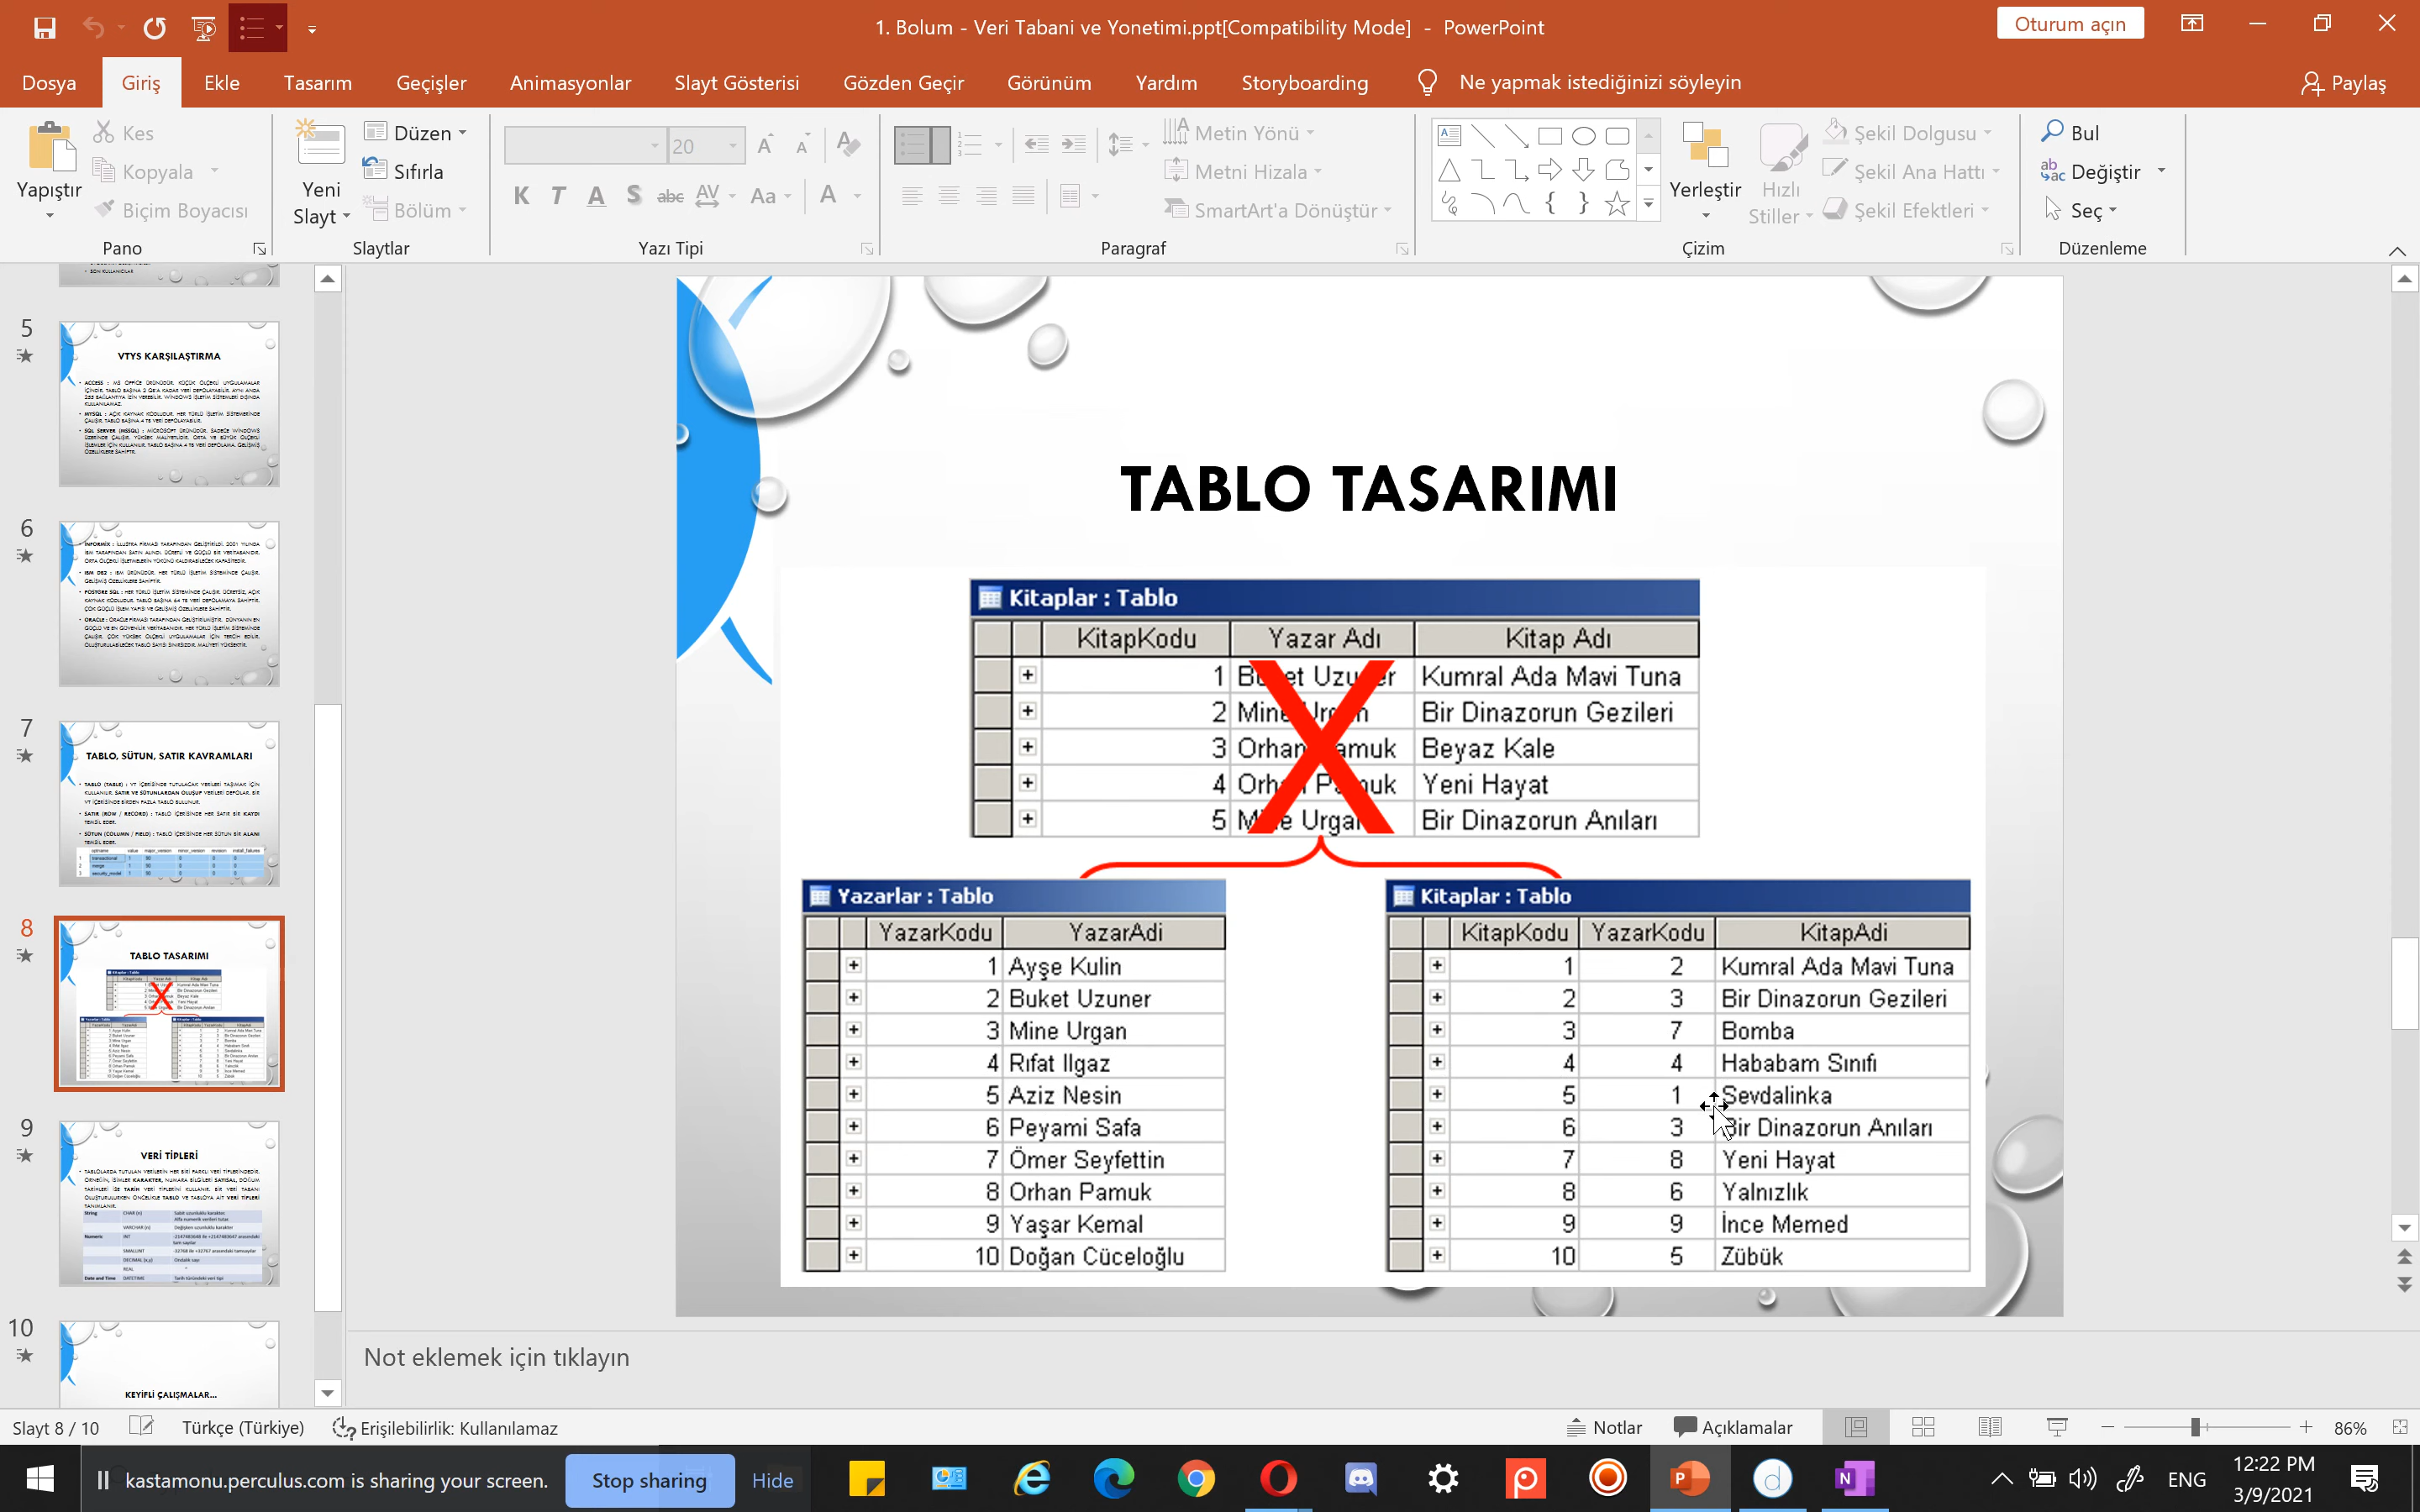 1. Bolum - Veri Tabani ve Yonetimi.ppt[Compatibility Mode] - PowerPoint
Oturum açın
Dosya Giriş Ekle Tasarım Geçişler Animasyonlar Slayt Gösterisi Gözden Geçir Görünüm Yardım Storyboarding Ne yapmak istediğinizi söyleyin Paylaş
Yapıştır
Kes
Kopyala
Biçim Boyacısı
Pano
Yeni
Slayt
Düzen
Sıfırla
Bölüm
Slaytlar
20
K T A S abc AV Aa A
Yazı Tipi
Metin Yönü
Metni Hizala
SmartArt'a Dönüştür
Paragraf
Yerleştir
Hızlı
Stiller
Şekil Dolgusu
Şekil Ana Hattı
Şekil Efektleri
Çizim
Bul
Değiştir
Seç
Düzenleme
SON KULLANICILAR
5
VTYS KARŞILAŞTIRMA
6
7
TABLO, SÜTUN, SATIR KAVRAMLARI
8
TABLO TASARIMI
9
VERİ TİPLERİ
10
KEYİFLİ ÇALIŞMALAR...
TABLO TASARIMI
Kitaplar : Tablo
KitapKodu Yazar Adı Kitap Adı
1 Buket Uzuner Kumral Ada Mavi Tuna
2 Mine Urgan Bir Dinazorun Gezileri
3 Orhan Pamuk Beyaz Kale
4 Orhan Pamuk Yeni Hayat
5 Mine Urgan Bir Dinazorun Anıları
X
Yazarlar : Tablo
YazarKodu YazarAdi
1 Ayşe Kulin
2 Buket Uzuner
3 Mine Urgan
4 Rıfat Ilgaz
5 Aziz Nesin
6 Peyami Safa
7 Ömer Seyfettin
8 Orhan Pamuk
9 Yaşar Kemal
10 Doğan Cüceloğlu
Kitaplar : Tablo
KitapKodu YazarKodu KitapAdi
1 2 Kumral Ada Mavi Tuna
2 3 Bir Dinazorun Gezileri
3 7 Bomba
4 4 Hababam Sınıfı
5 1 Sevdalinka
6 3 Bir Dinazorun Anıları
7 8 Yeni Hayat
8 6 Yalnızlık
9 9 İnce Memed
10 5 Zübük
Not eklemek için tıklayın
Slayt 8 / 10 Türkçe (Türkiye) Erişilebilirlik: Kullanılamaz Notlar Açıklamalar 86%
kastamonu.perculus.com is sharing your screen. Stop sharing Hide
ENG
12:22 PM
3/9/2021